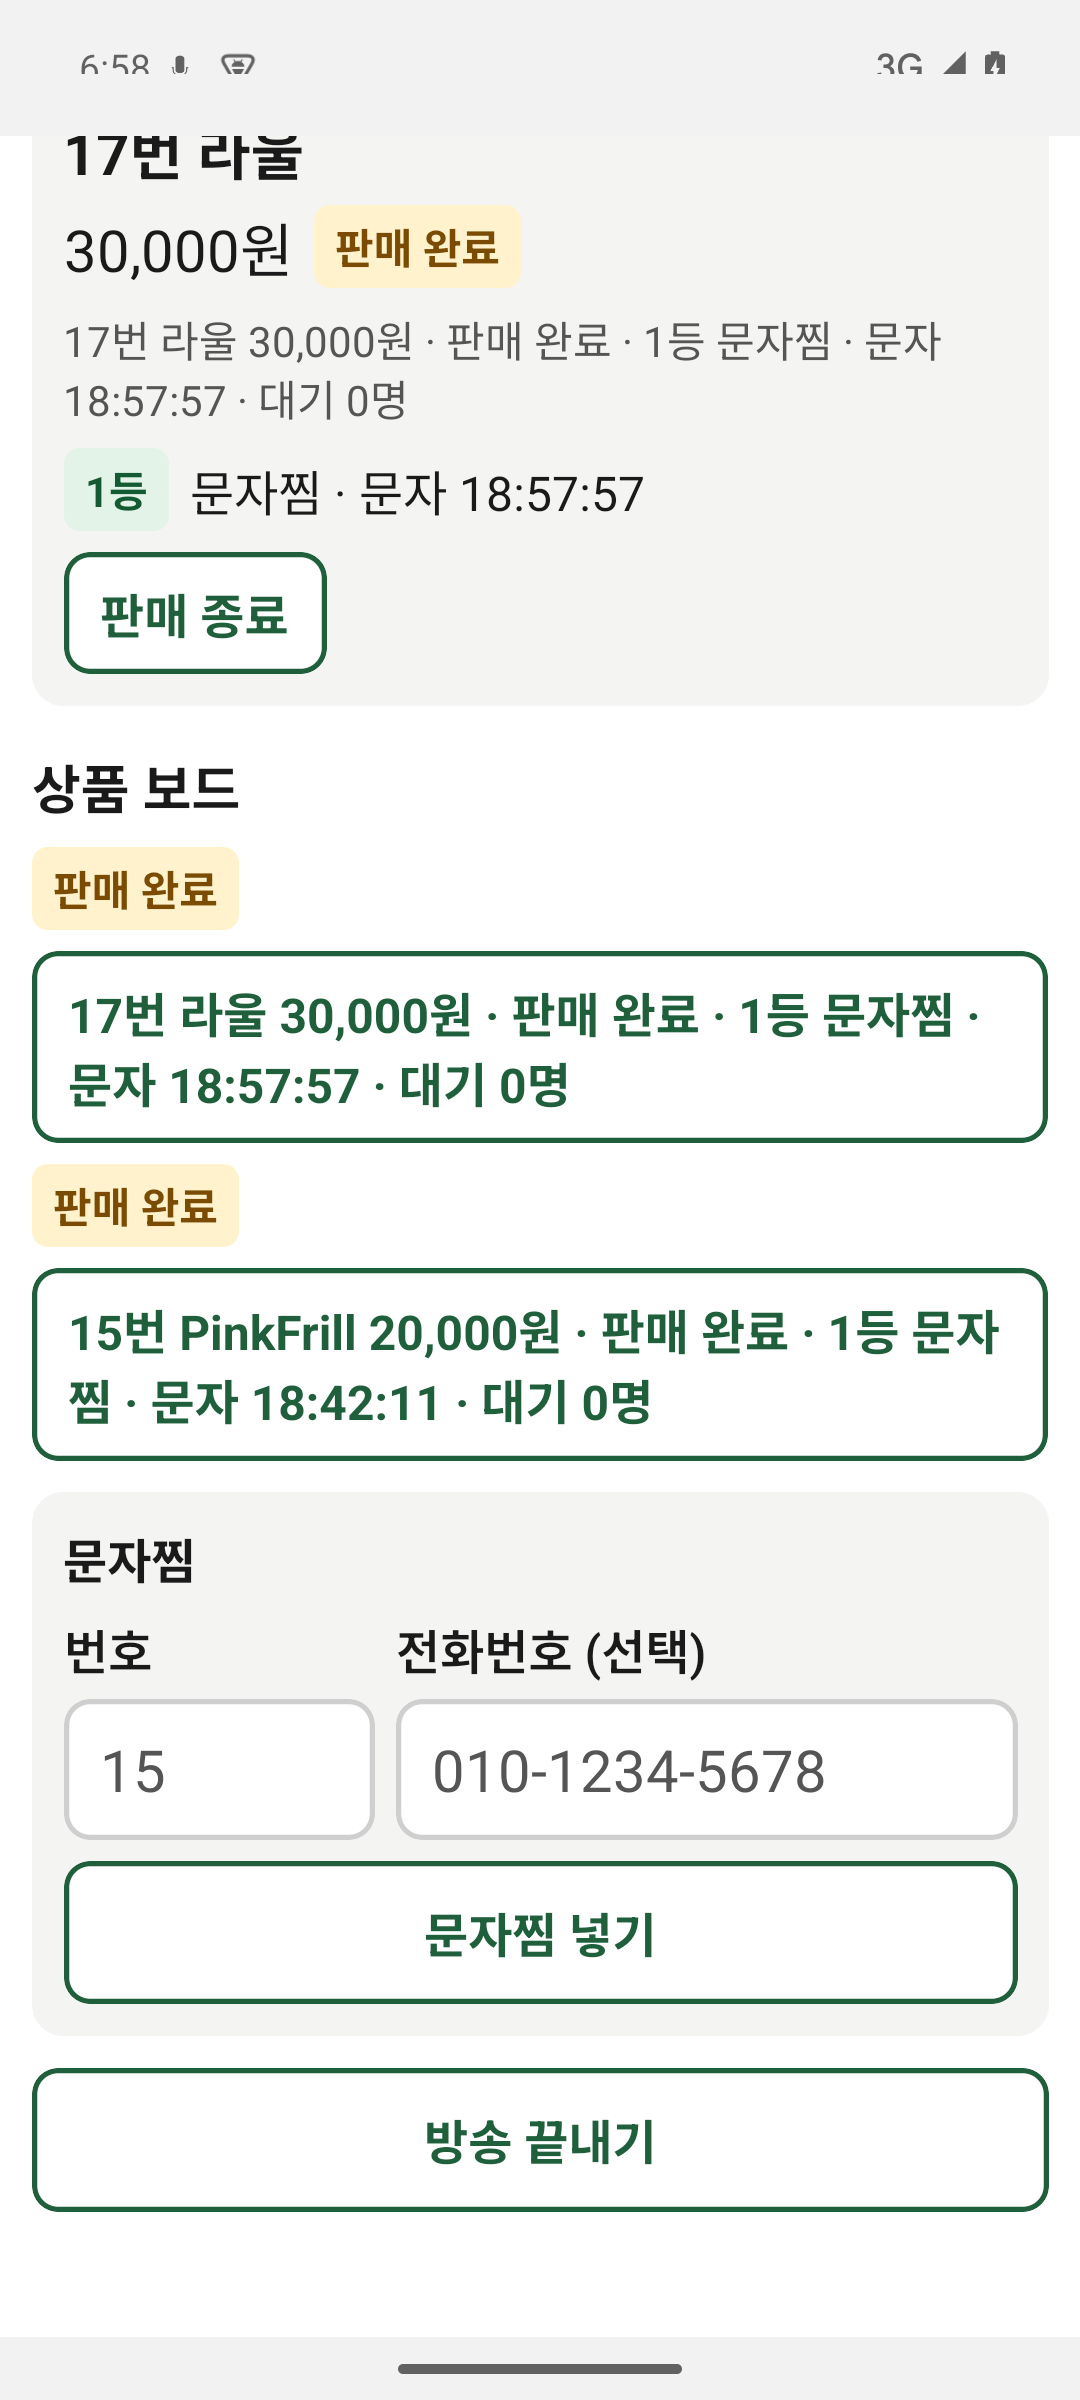 6:58 3G
17번 라울
30,000원 판매 완료
17번 라울 30,000원 · 판매 완료 · 1등 문자찜 · 문자
18:57:57 · 대기 0명
1등 문자찜 · 문자 18:57:57
판매 종료
상품 보드
판매 완료
17번 라울 30,000원 · 판매 완료 · 1등 문자찜 ·
문자 18:57:57 · 대기 0명
판매 완료
15번 PinkFrill 20,000원 · 판매 완료 · 1등 문자
찜 · 문자 18:42:11 · 대기 0명
문자찜
번호 전화번호 (선택)
15 010-1234-5678
문자찜 넣기
방송 끝내기